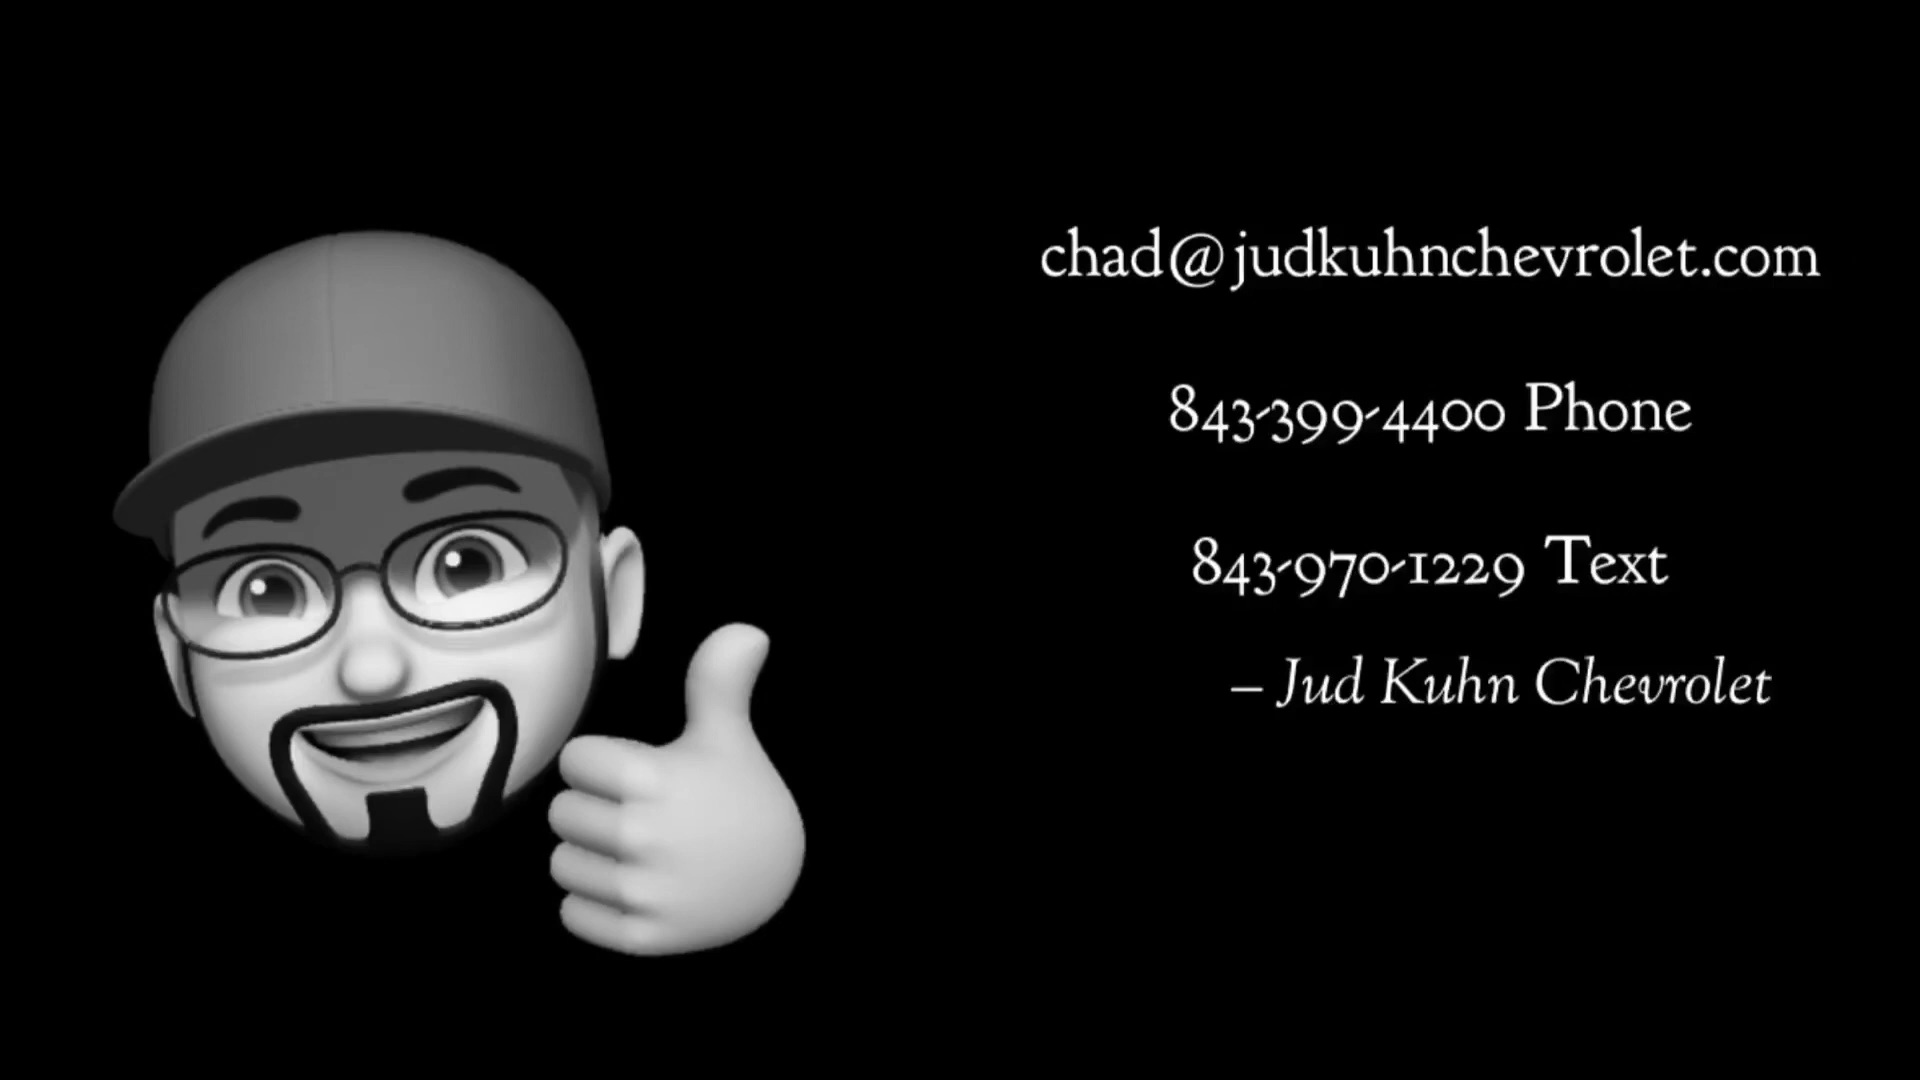 chad@judkuhnchevrolet.com
843-399-4400 Phone
843-970-1229 Text
– Jud Kuhn Chevrolet